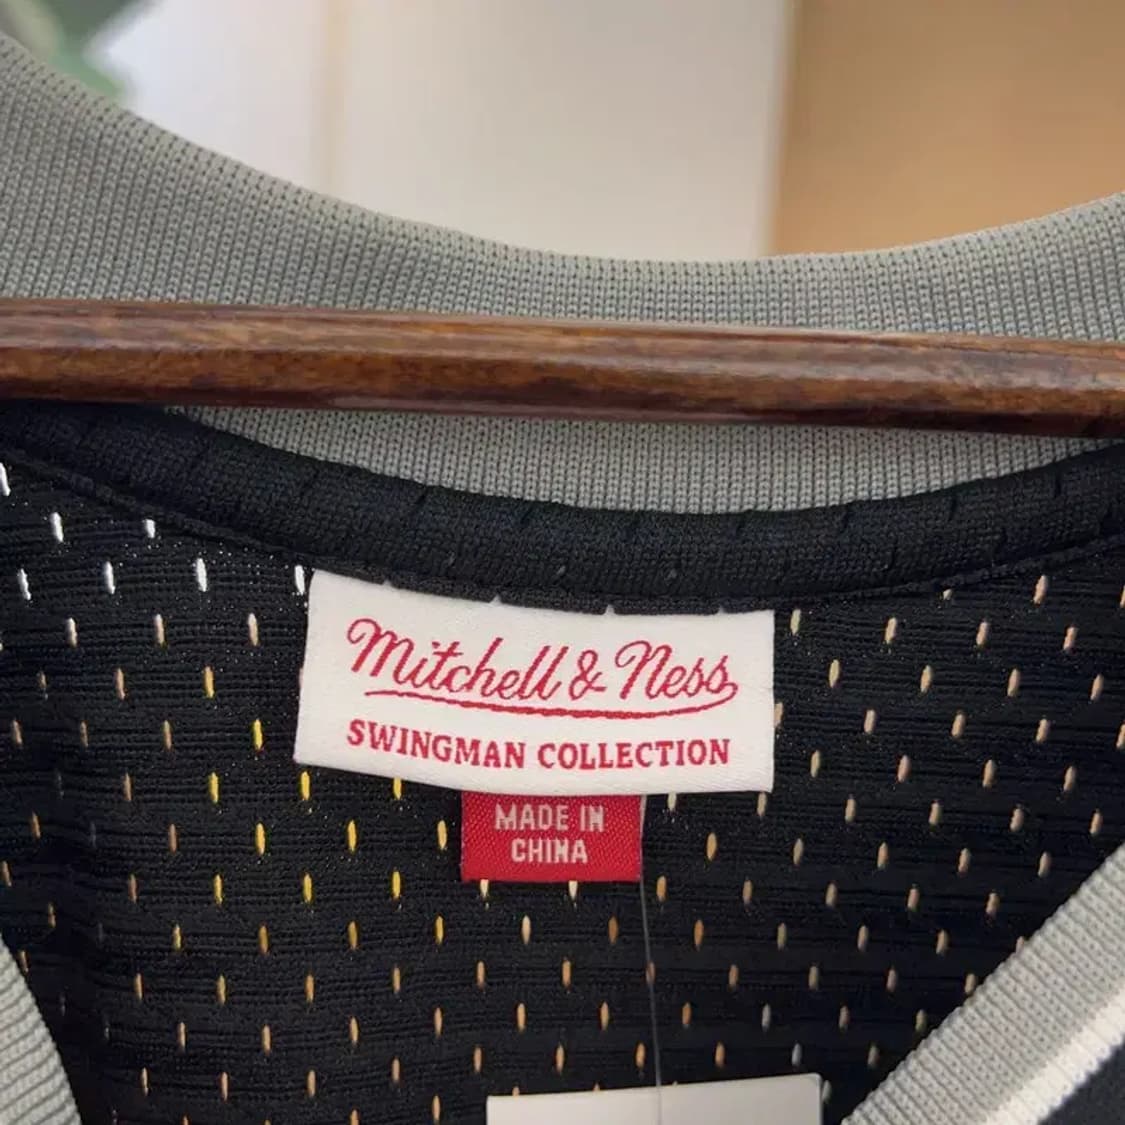 Mitchell & Ness
SWINGMAN COLLECTION
MADE IN
CHINA